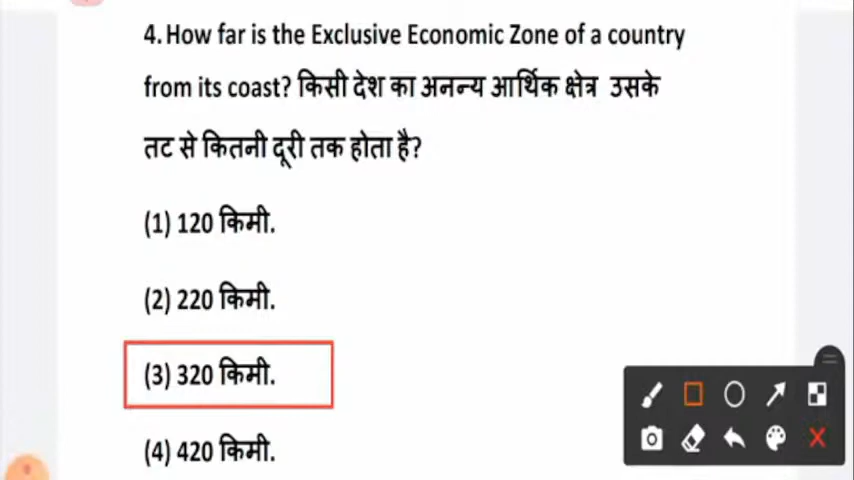 4. How far is the Exclusive Economic Zone of a country
from its coast? किसी देश का अनन्य आर्थिक क्षेत्र उसके
तट से कितनी दूरी तक होता है?
(1) 120 किमी.
(2) 220 किमी.
(3) 320 किमी.
(4) 420 किमी.